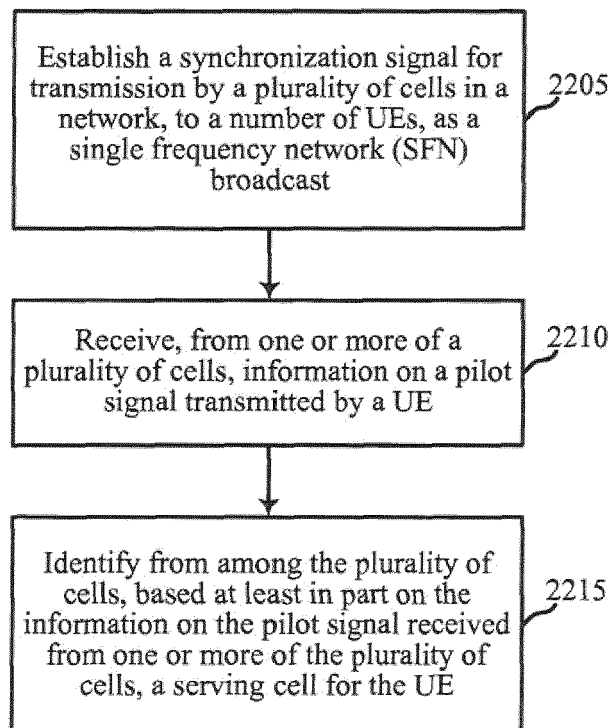 Establish a synchronization signal for
transmission by a plurality of cells in a
network, to a number of UEs, as a
single frequency network (SFN)
broadcast
2205
Receive, from one or more of a
plurality of cells, information on a pilot
signal transmitted by a UE
2210
Identify from among the plurality of
cells, based at least in part on the
information on the pilot signal received
from one or more of the plurality of
cells, a serving cell for the UE
2215